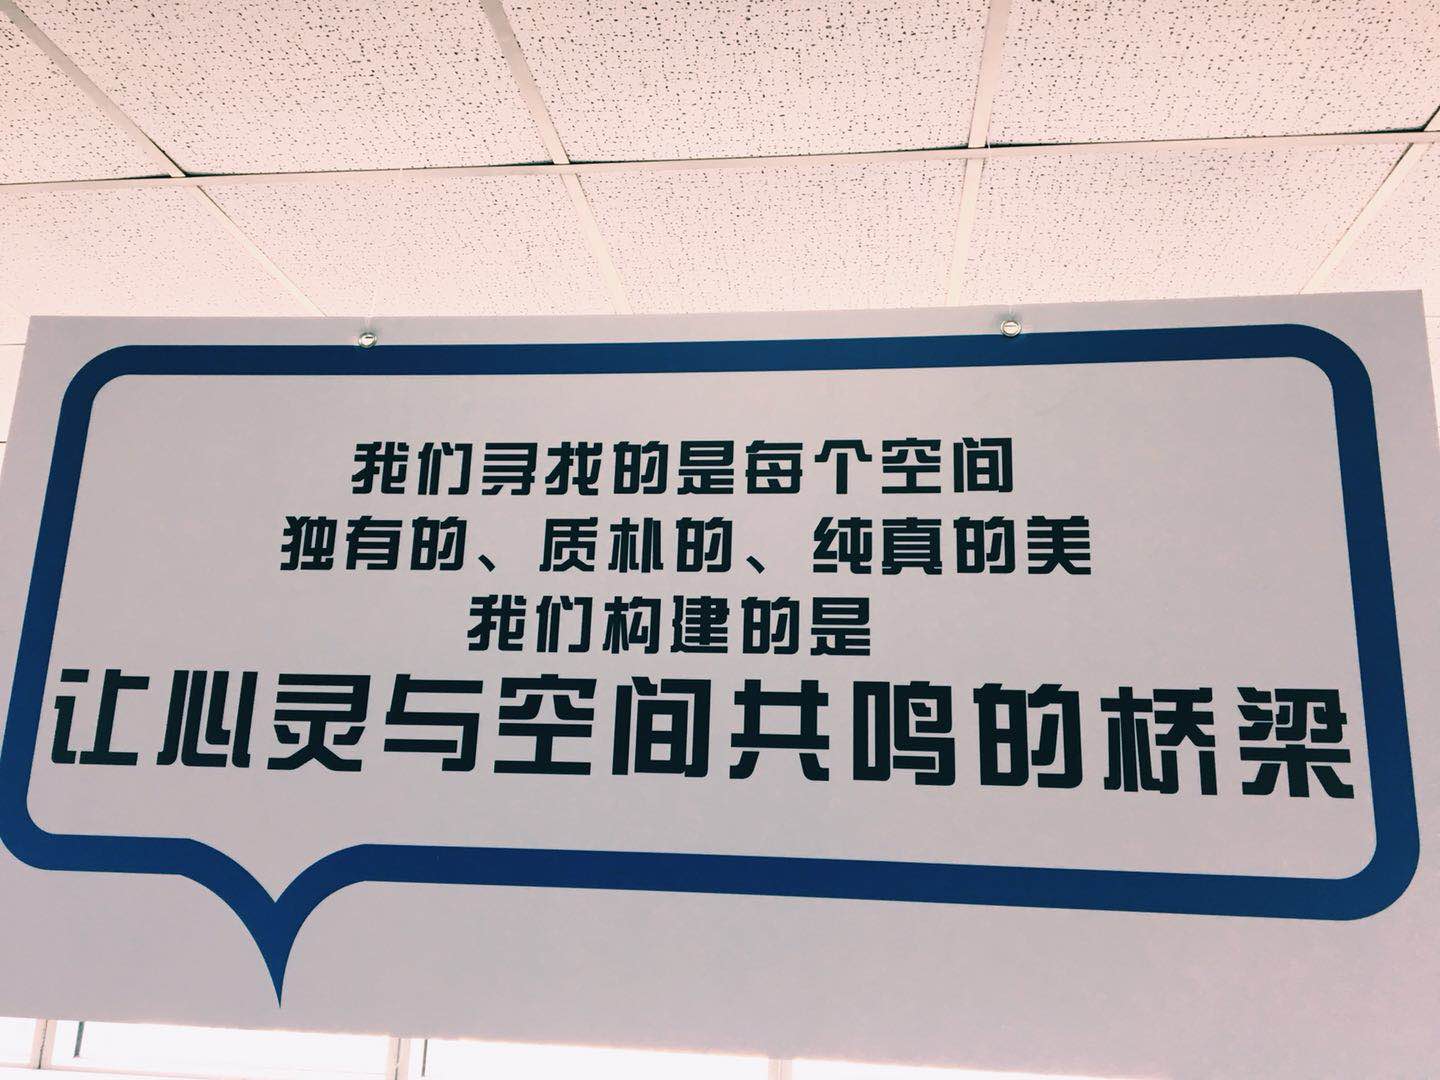 我们寻找的是每个空间
独有的、质朴的、纯真的美
我们构建的是
让心灵与空间共鸣的桥梁